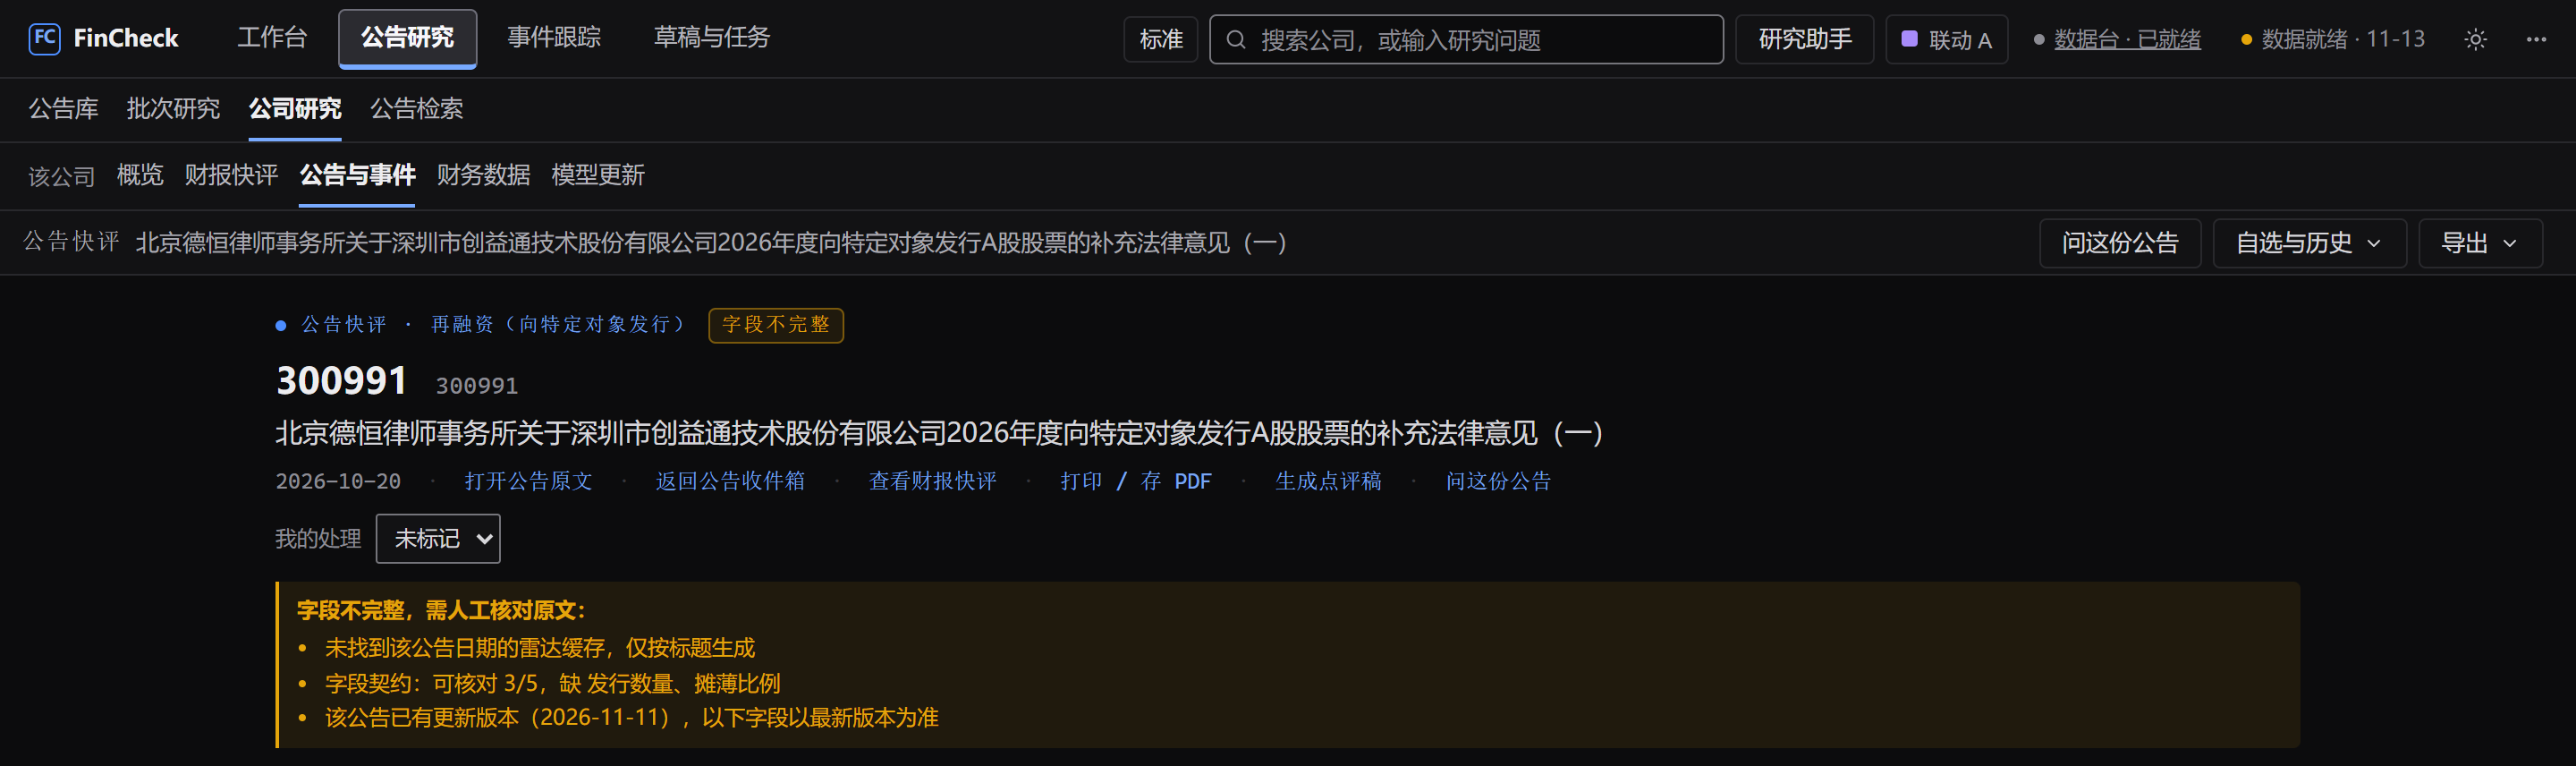 FC FinCheck 工作台 公告研究 事件跟踪 草稿与任务 标准 搜索公司，或输入研究问题 研究助手 联动 A 数据台 · 已就绪 数据就绪 · 11-13 ···
公告库 批次研究 公司研究 公告检索
该公司 概览 财报快评 公告与事件 财务数据 模型更新
公告快评 北京德恒律师事务所关于深圳市创益通技术股份有限公司2026年度向特定对象发行A股股票的补充法律意见（一） 问这份公告 自选与历史 导出
公告快评 · 再融资（向特定对象发行） 字段不完整
300991 300991
北京德恒律师事务所关于深圳市创益通技术股份有限公司2026年度向特定对象发行A股股票的补充法律意见（一）
2026-10-20 · 打开公告原文 · 返回公告收件箱 · 查看财报快评 · 打印 / 存 PDF · 生成点评稿 · 问这份公告
我的处理 未标记
字段不完整，需人工核对原文：
• 未找到该公告日期的雷达缓存，仅按标题生成
• 字段契约：可核对 3/5，缺 发行数量、摊薄比例
• 该公告已有更新版本（2026-11-11），以下字段以最新版本为准